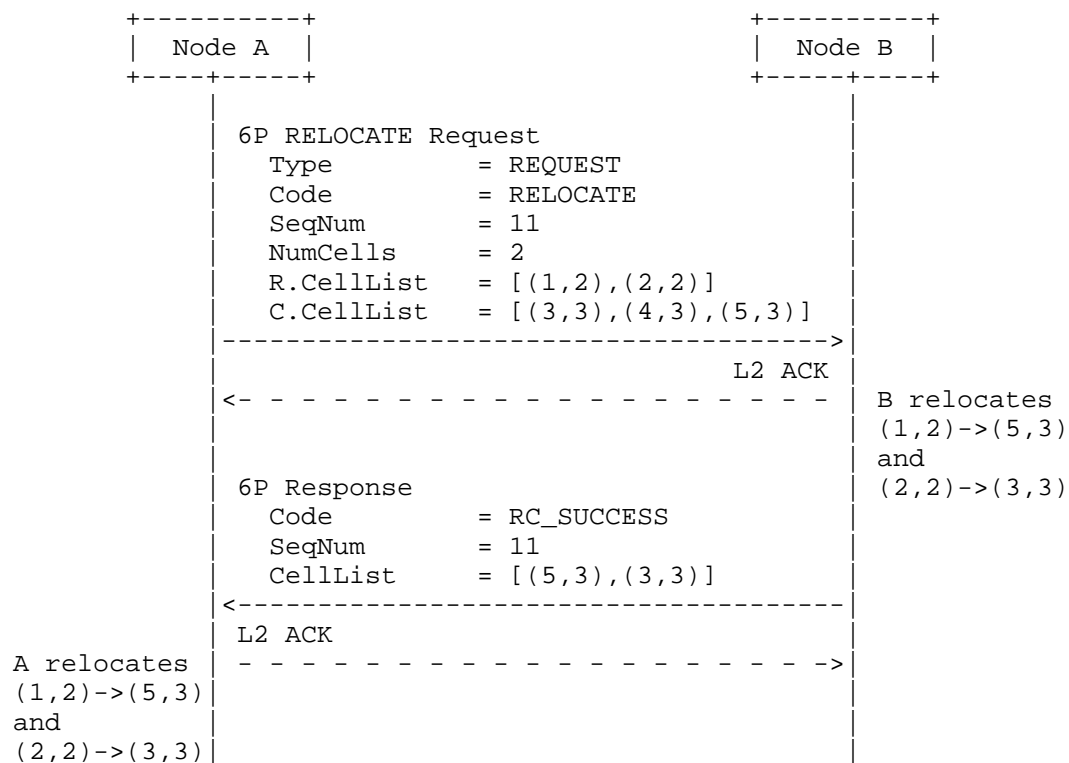 Node A Node B
6P RELOCATE Request
Type = REQUEST
Code = RELOCATE
SeqNum = 11
NumCells = 2
R.CellList = [(1,2),(2,2)]
C.CellList = [(3,3),(4,3),(5,3)]
L2 ACK
B relocates
(1,2)->(5,3)
and
(2,2)->(3,3)
6P Response
Code = RC_SUCCESS
SeqNum = 11
CellList = [(5,3),(3,3)]
L2 ACK
A relocates
(1,2)->(5,3)
and
(2,2)->(3,3)